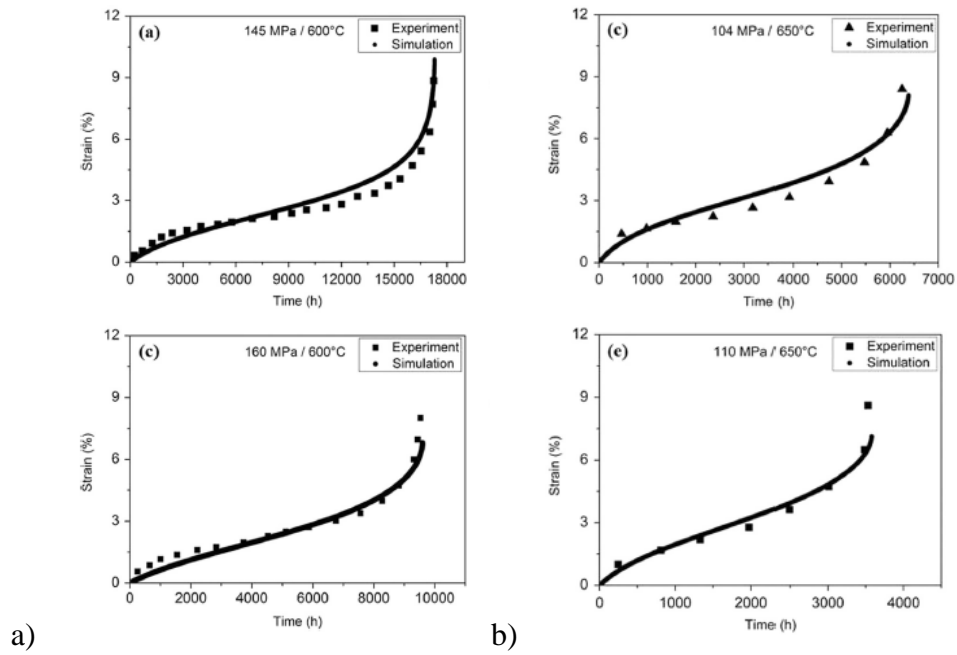 (a)
145 MPa / 600°C
Experiment
Simulation
12
9
6
3
0
Strain (%)
0 3000 6000 9000 12000 15000 18000
Time (h)
(c)
104 MPa / 650°C
Experiment
Simulation
12
9
6
3
0
Strain (%)
0 1000 2000 3000 4000 5000 6000 7000
Time (h)
(c)
160 MPa / 600°C
Experiment
Simulation
12
9
6
3
0
Strain (%)
0 2000 4000 6000 8000 10000
Time (h)
(e)
110 MPa / 650°C
Experiment
Simulation
12
9
6
3
0
Strain (%)
0 1000 2000 3000 4000
Time (h)
a)
b)